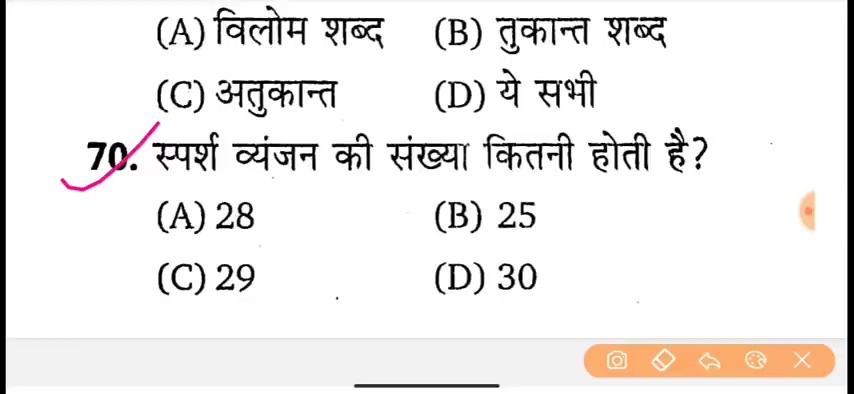 (A) विलोम शब्द (B) तुकान्त शब्द
(C) अतुकान्त (D) ये सभी
70. स्पर्श व्यंजन की संख्या कितनी होती है?
(A) 28 (B) 25
(C) 29 (D) 30